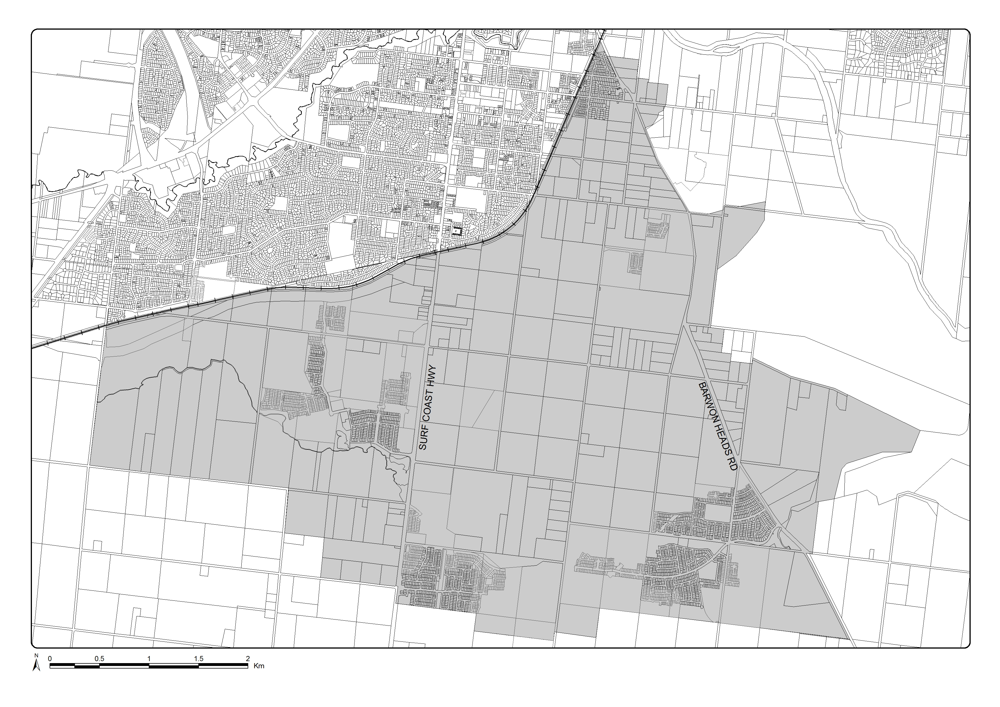 SURF COAST HWY
BARWON HEADS RD
N
0 0.5 1 1.5 2
Km